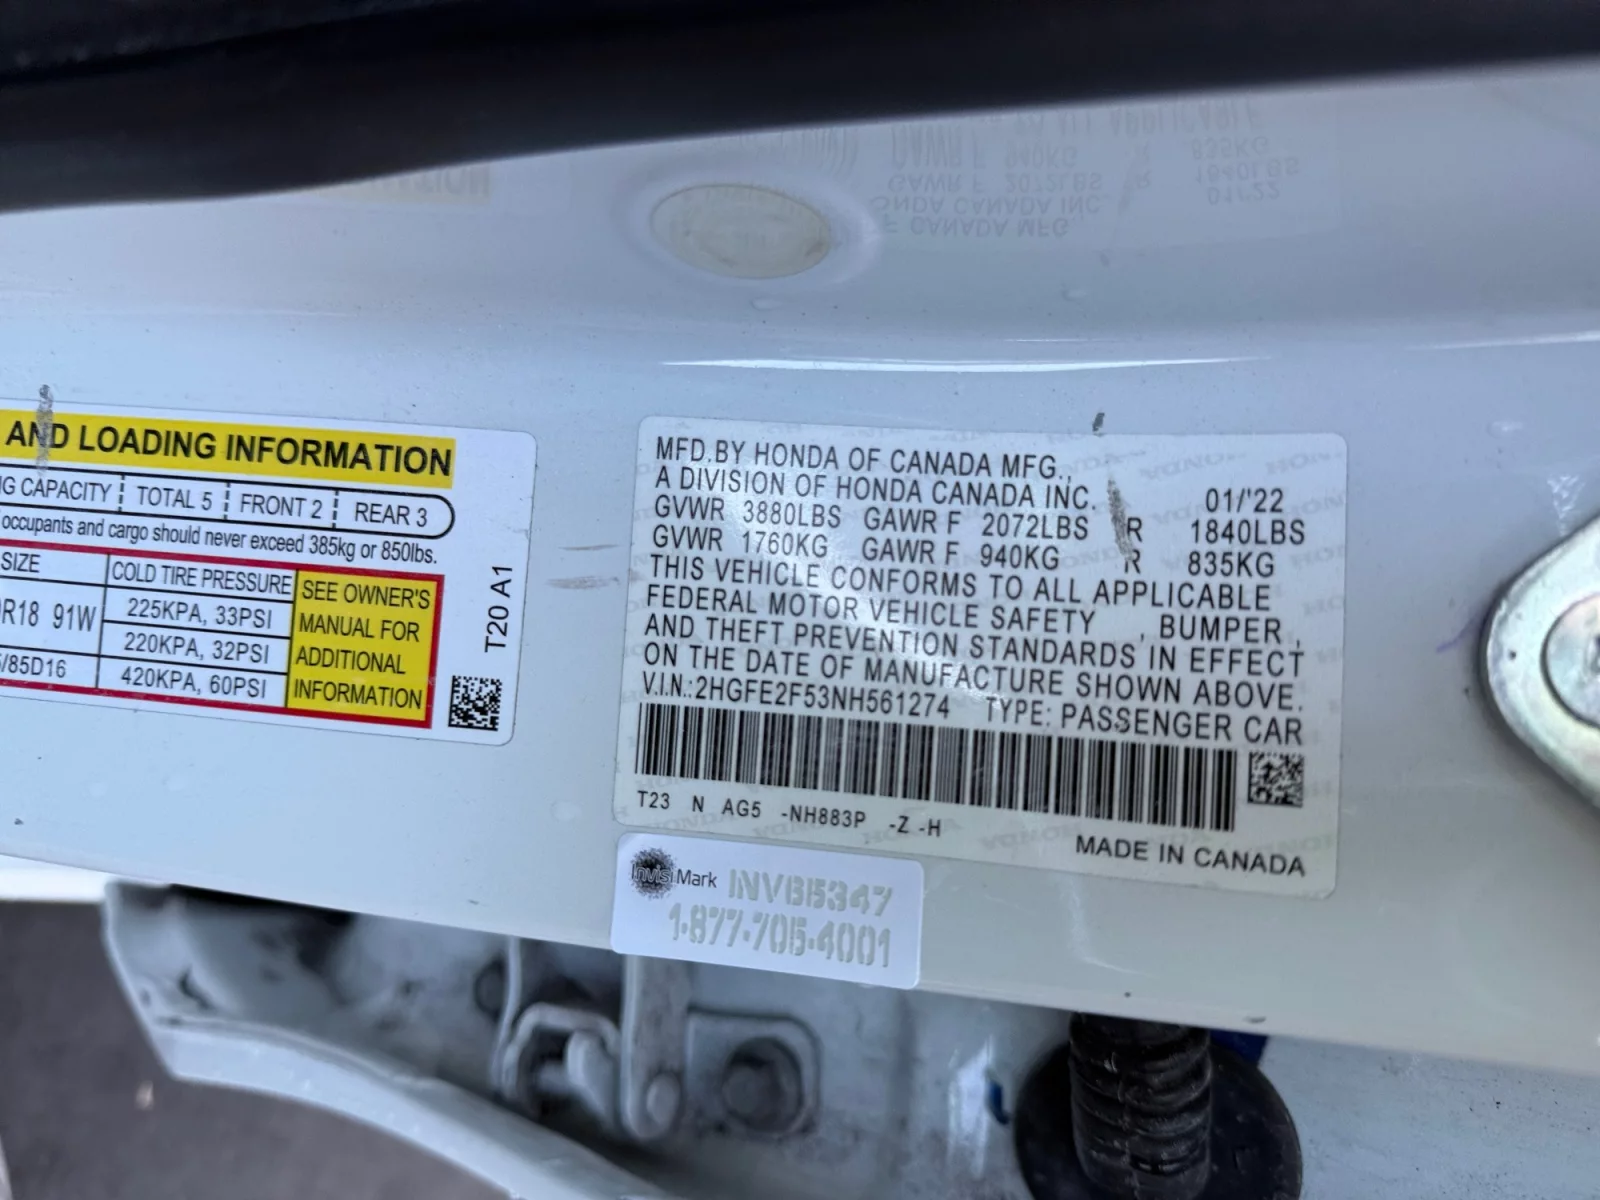 AND LOADING INFORMATION
NG CAPACITY TOTAL 5 FRONT 2 REAR 3
occupants and cargo should never exceed 385kg or 850lbs.
SIZE COLD TIRE PRESSURE
R18 91W 225KPA, 33PSI
220KPA, 32PSI
/85D16 420KPA, 60PSI
SEE OWNER'S
MANUAL FOR
ADDITIONAL
INFORMATION
T20 A1
MFD.BY HONDA OF CANADA MFG.,
A DIVISION OF HONDA CANADA INC. 01/'22
GVWR 3880LBS GAWR F 2072LBS R 1840LBS
GVWR 1760KG GAWR F 940KG R 835KG
THIS VEHICLE CONFORMS TO ALL APPLICABLE
FEDERAL MOTOR VEHICLE SAFETY , BUMPER ,
AND THEFT PREVENTION STANDARDS IN EFFECT
ON THE DATE OF MANUFACTURE SHOWN ABOVE.
V.I.N.:2HGFE2F53NH561274 TYPE: PASSENGER CAR
T23 N AG5 -NH883P -Z -H
MADE IN CANADA
InvisiMark
1-877-705-4001